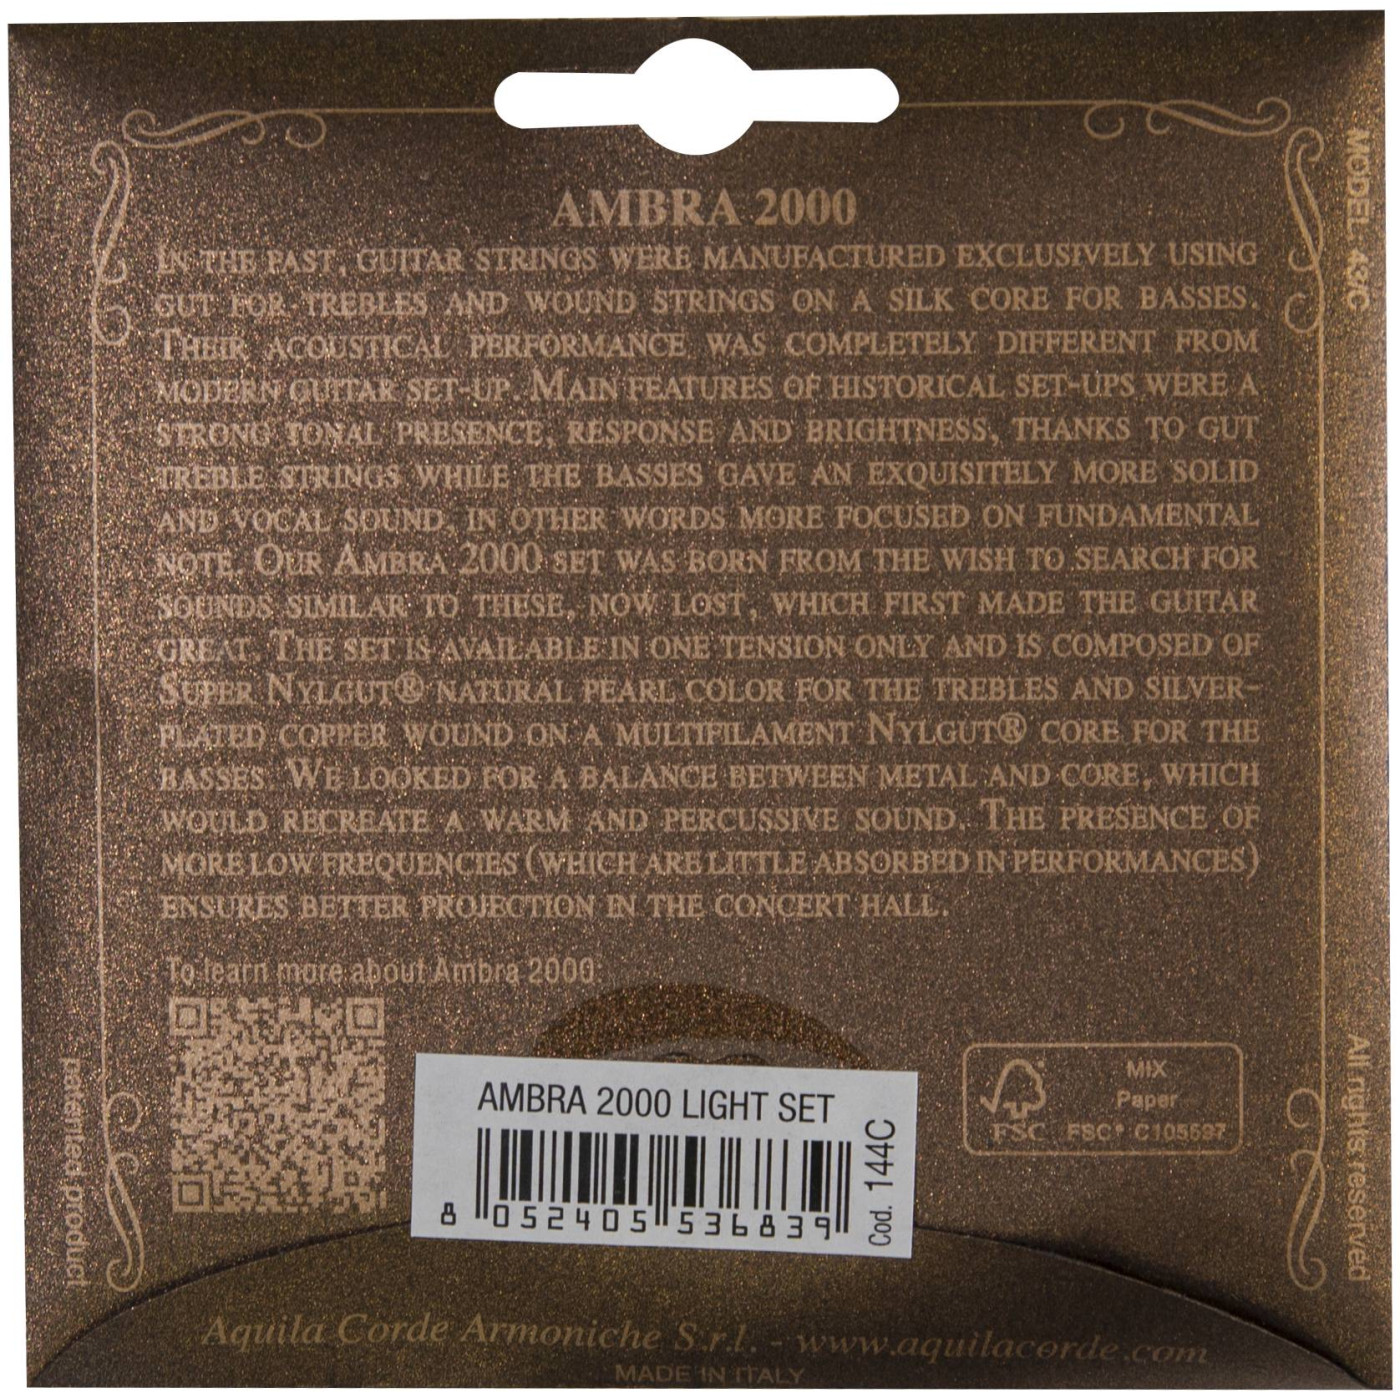 AMBRA 2000
IN THE PAST, GUITAR STRINGS WERE MANUFACTURED EXCLUSIVELY USING
GUT FOR TREBLES AND WOUND STRINGS ON A SILK CORE FOR BASSES.
THEIR ACOUSTICAL PERFORMANCE WAS COMPLETELY DIFFERENT FROM
MODERN GUITAR SET-UP. MAIN FEATURES OF HISTORICAL SET-UPS WERE A
STRONG TONAL PRESENCE, RESPONSE AND BRIGHTNESS, THANKS TO GUT
TREBLE STRINGS WHILE THE BASSES GAVE AN EXQUISITELY MORE SOLID
AND VOCAL SOUND, IN OTHER WORDS MORE FOCUSED ON FUNDAMENTAL
NOTE. OUR AMBRA 2000 SET WAS BORN FROM THE WISH TO SEARCH FOR
SOUNDS SIMILAR TO THESE, NOW LOST, WHICH FIRST MADE THE GUITAR
GREAT. THE SET IS AVAILABLE IN ONE TENSION ONLY AND IS COMPOSED OF
SUPER NYLGUT® NATURAL PEARL COLOR FOR THE TREBLES AND SILVER-
PLATED COPPER WOUND ON A MULTIFILAMENT NYLGUT® CORE FOR THE
BASSES. WE LOOKED FOR A BALANCE BETWEEN METAL AND CORE, WHICH
WOULD RECREATE A WARM AND PERCUSSIVE SOUND. THE PRESENCE OF
MORE LOW FREQUENCIES (WHICH ARE LITTLE ABSORBED IN PERFORMANCES)
ENSURES BETTER PROJECTION IN THE CONCERT HALL.
MODEL 437C
To learn more about Ambra 2000:
patented product
AMBRA 2000 LIGHT SET
8 052405 536839
Cod. 144C
FSC
MIX
Paper
FSC® C105597
All rights reserved
Aquila Corde Armoniche S.r.l. - www.aquilacorde.com
MADE IN ITALY